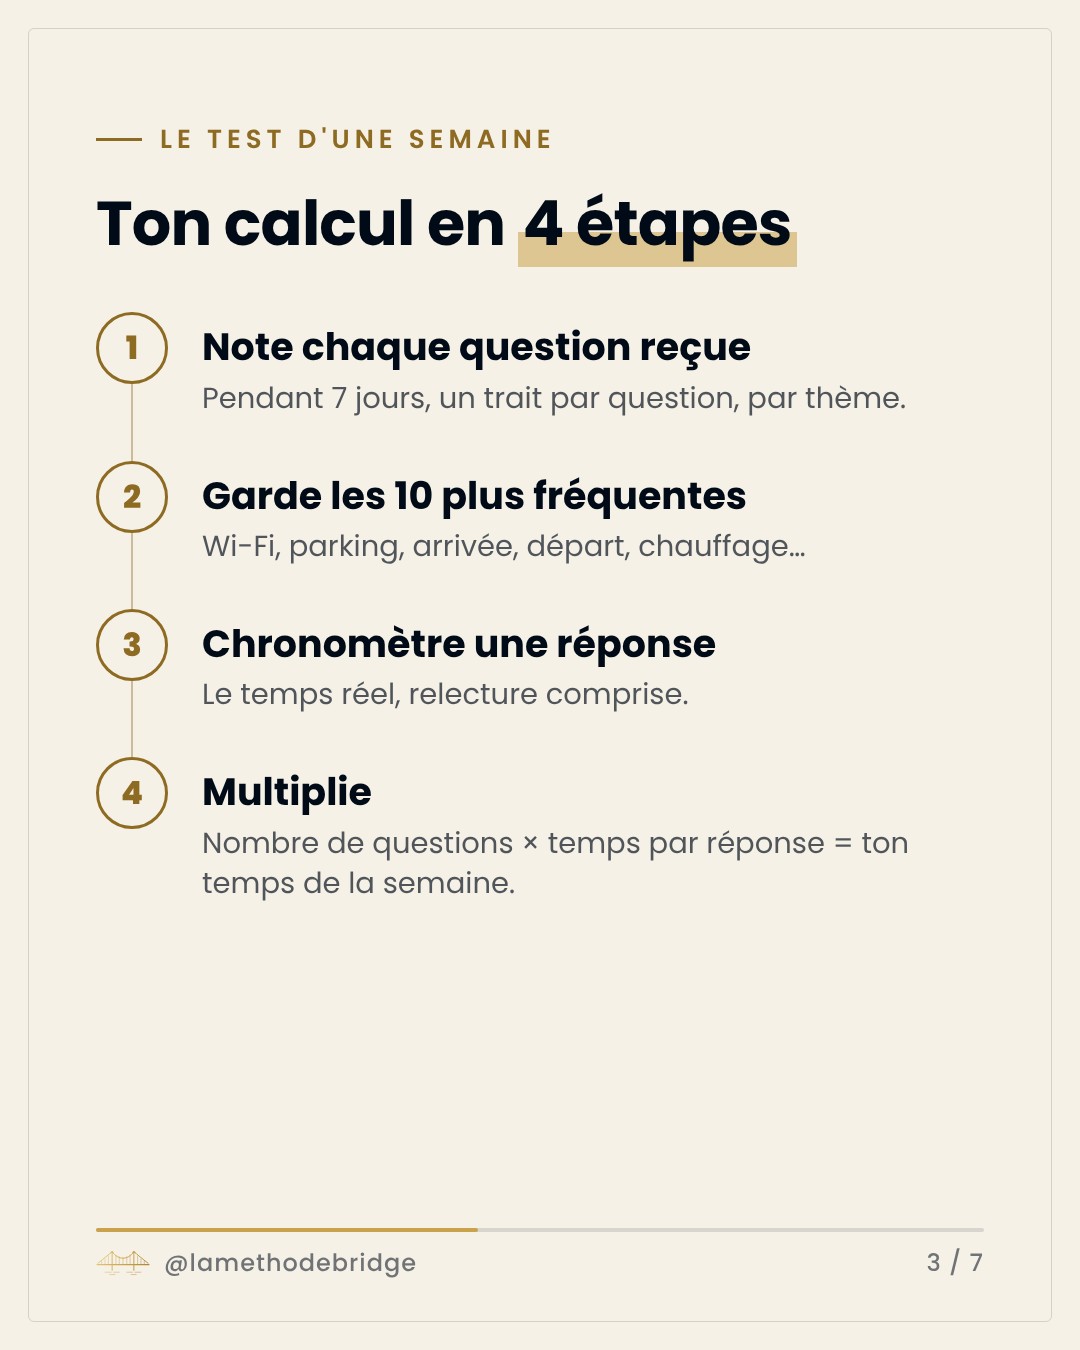 LE TEST D'UNE SEMAINE
Ton calcul en 4 étapes
1
Note chaque question reçue
Pendant 7 jours, un trait par question, par thème.
2
Garde les 10 plus fréquentes
Wi-Fi, parking, arrivée, départ, chauffage…
3
Chronomètre une réponse
Le temps réel, relecture comprise.
4
Multiplie
Nombre de questions × temps par réponse = ton
temps de la semaine.
@lamethodebridge
3 / 7